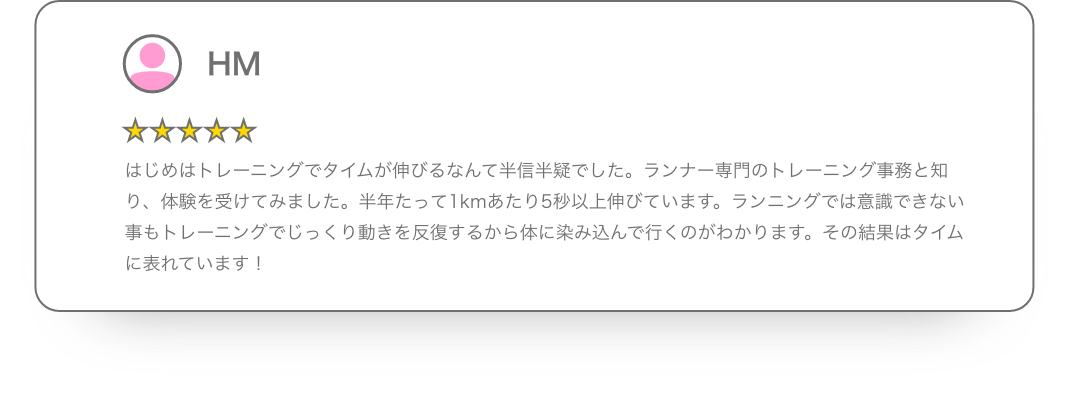 HM
はじめはトレーニングでタイムが伸びるなんて半信半疑でした。ランナー専門のトレーニング事務と知
り、体験を受けてみました。半年たって1kmあたり5秒以上伸びています。ランニングでは意識できない
事もトレーニングでじっくり動きを反復するから体に染み込んで行くのがわかります。その結果はタイム
に表れています！